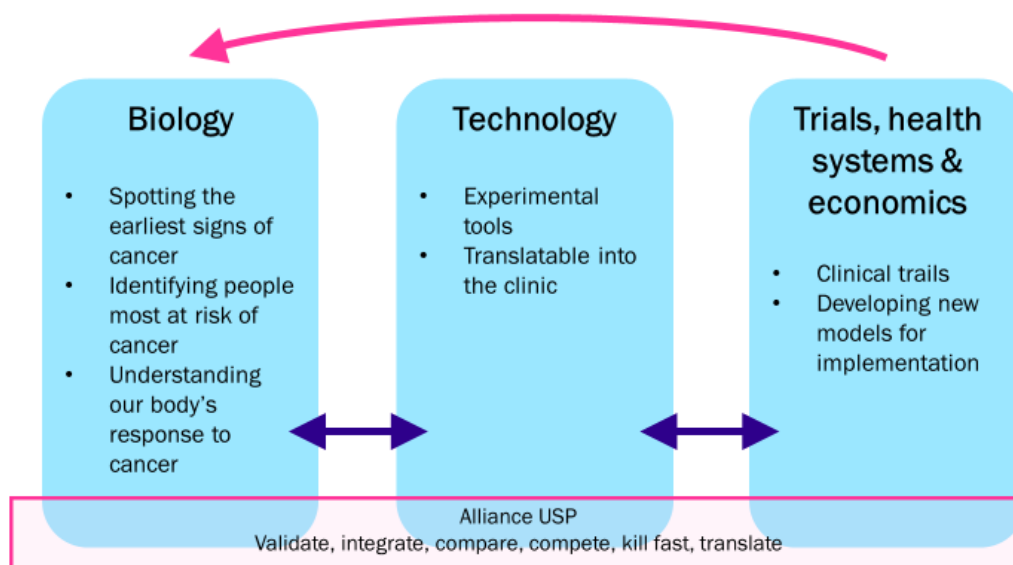 Biology
• Spotting the
earliest signs of
cancer
• Identifying people
most at risk of
cancer
• Understanding
our body's
response to
cancer
Technology
• Experimental
tools
• Translatable into
the clinic
Trials, health
systems &
economics
• Clinical trails
• Developing new
models for
implementation
Alliance USP
Validate, integrate, compare, compete, kill fast, translate